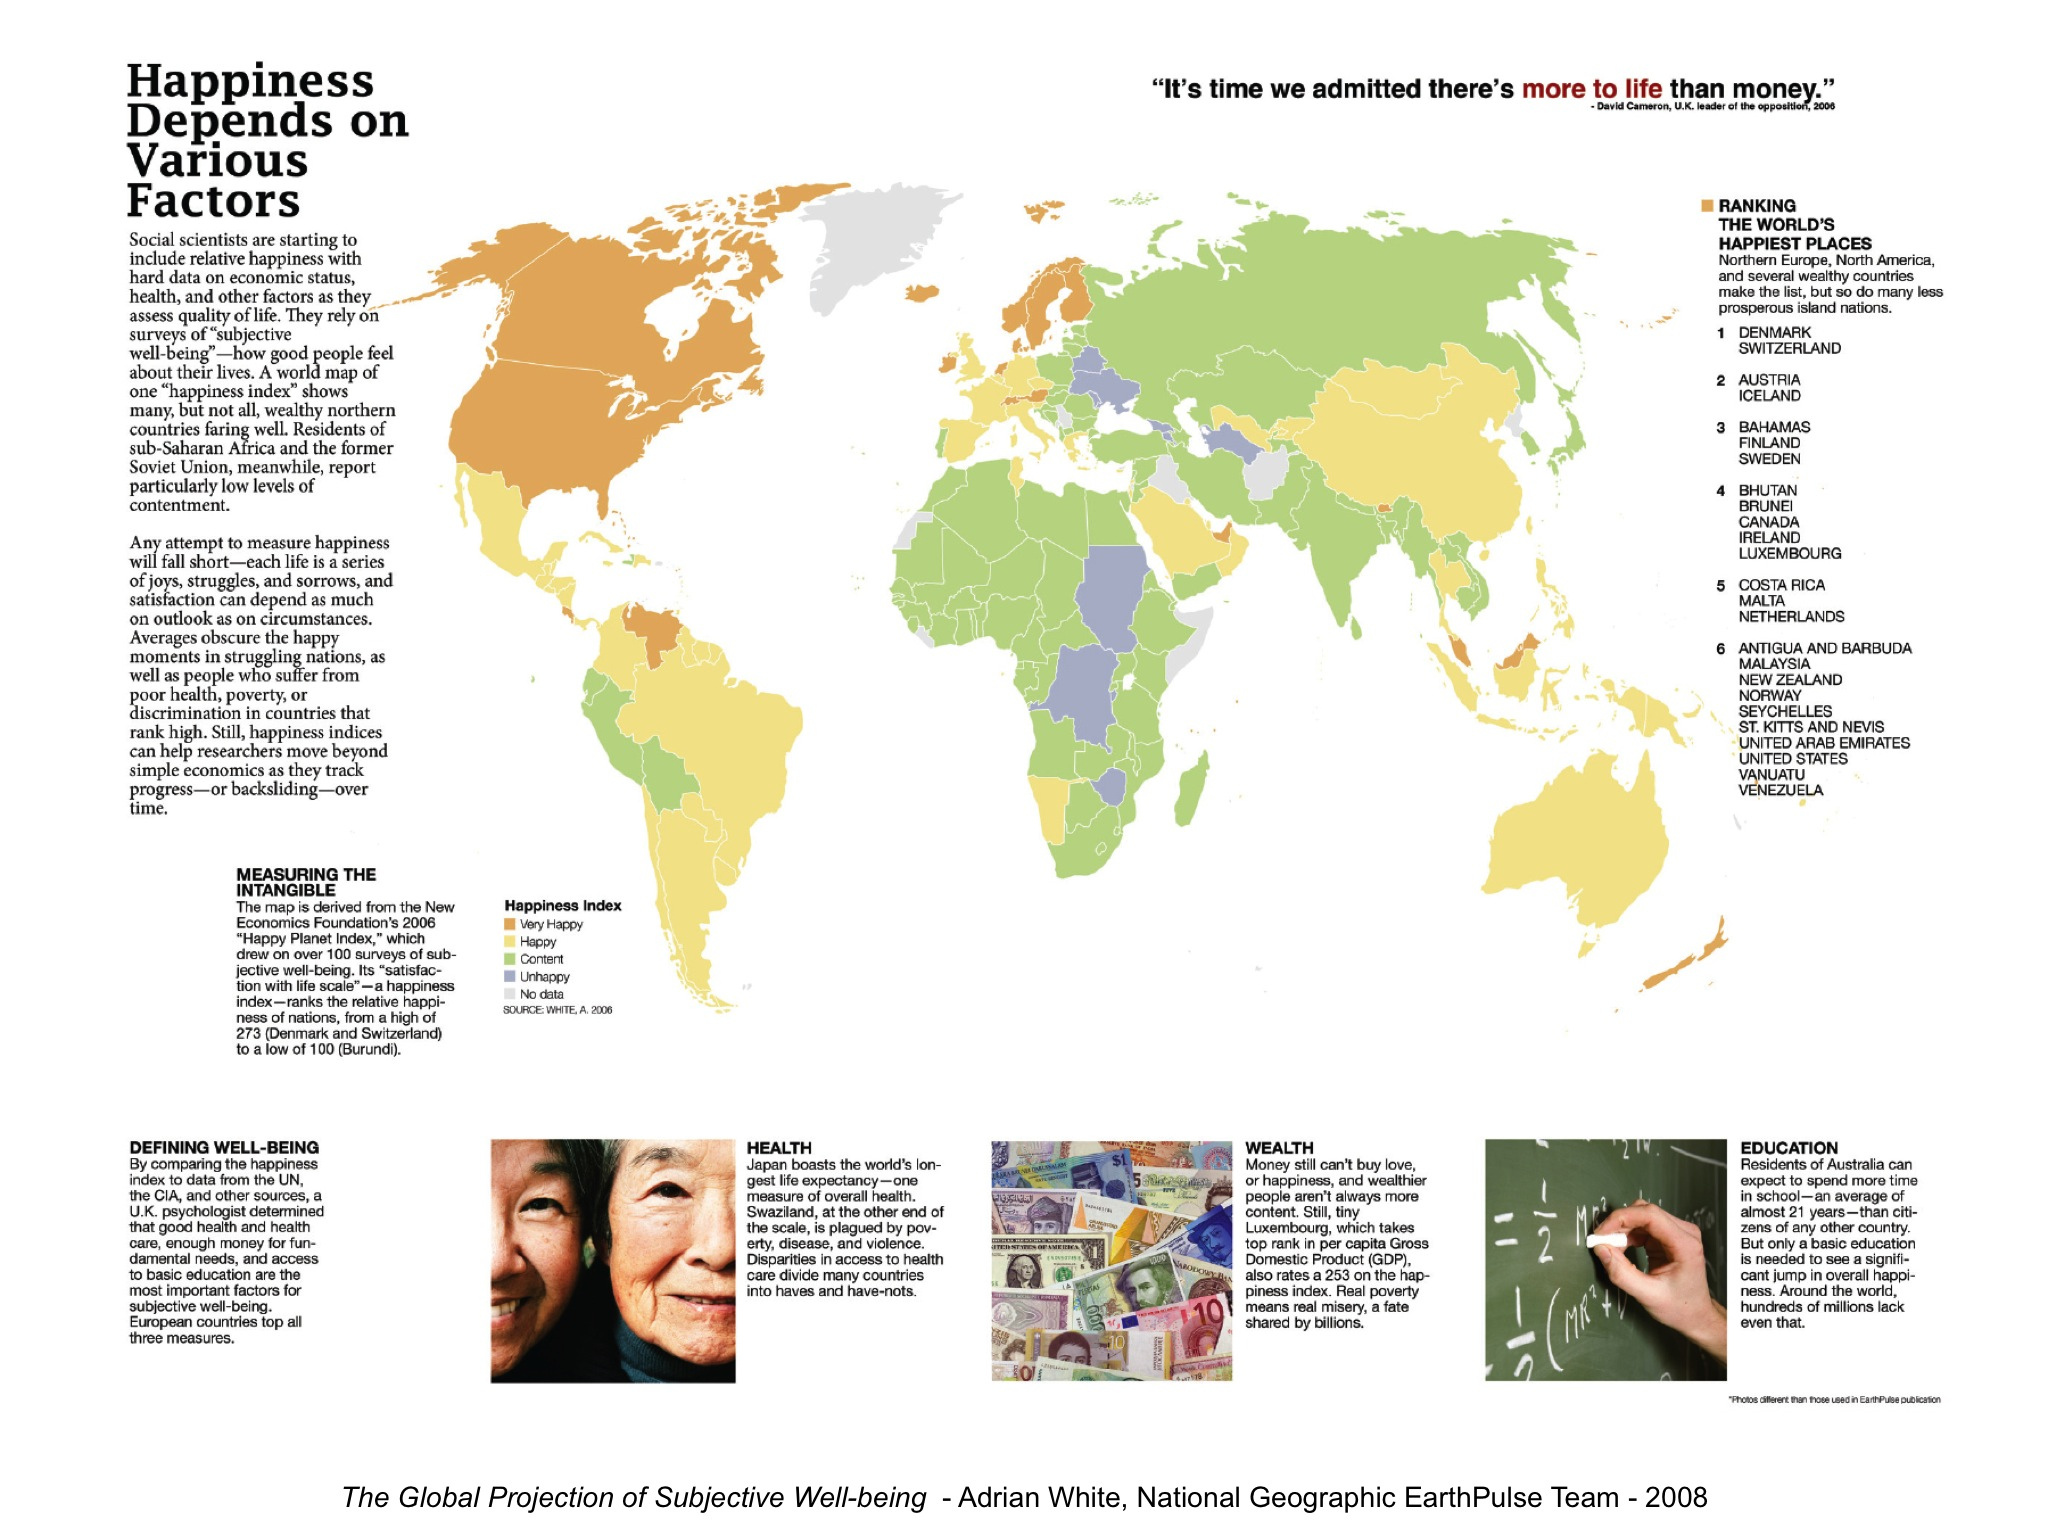 Happiness
Depends on
Various
Factors
Social scientists are starting to
include relative happiness with
hard data on economic status,
health, and other factors as they
assess quality of life. They rely on
surveys of “subjective
well-being”—how good people feel
about their lives. A world map of
one “happiness index” shows
many, but not all, wealthy northern
countries faring well. Residents of
sub-Saharan Africa and the former
Soviet Union, meanwhile, report
particularly low levels of
contentment.
Any attempt to measure happiness
will fall short—each life is a series
of joys, struggles, and sorrows, and
satisfaction can depend as much
on outlook as on circumstances.
Averages obscure the happy
moments in struggling nations, as
well as people who suffer from
poor health, poverty, or
discrimination in countries that
rank high. Still, happiness indices
can help researchers move beyond
simple economics as they track
progress—or backsliding—over
time.
“It’s time we admitted there’s more to life than money.”
- David Cameron, U.K. leader of the opposition, 2006
RANKING
THE WORLD’S
HAPPIEST PLACES
Northern Europe, North America,
and several wealthy countries
make the list, but so do many less
prosperous island nations.
1 DENMARK
SWITZERLAND
2 AUSTRIA
ICELAND
3 BAHAMAS
FINLAND
SWEDEN
4 BHUTAN
BRUNEI
CANADA
IRELAND
LUXEMBOURG
5 COSTA RICA
MALTA
NETHERLANDS
6 ANTIGUA AND BARBUDA
MALAYSIA
NEW ZEALAND
NORWAY
SEYCHELLES
ST. KITTS AND NEVIS
UNITED ARAB EMIRATES
UNITED STATES
VANUATU
VENEZUELA
MEASURING THE
INTANGIBLE
The map is derived from the New
Economics Foundation’s 2006
“Happy Planet Index,” which
drew on over 100 surveys of sub-
jective well-being. Its “satisfac-
tion with life scale”—a happiness
index—ranks the relative happi-
ness of nations, from a high of
273 (Denmark and Switzerland)
to a low of 100 (Burundi).
Happiness Index
Very Happy
Happy
Content
Unhappy
No data
SOURCE: WHITE, A. 2006
DEFINING WELL-BEING
By comparing the happiness
index to data from the UN,
the CIA, and other sources, a
U.K. psychologist determined
that good health and health
care, enough money for fun-
damental needs, and access
to basic education are the
most important factors for
subjective well-being.
European countries top all
three measures.
HEALTH
Japan boasts the world’s lon-
gest life expectancy—one
measure of overall health.
Swaziland, at the other end of
the scale, is plagued by pov-
erty, disease, and violence.
Disparities in access to health
care divide many countries
into haves and have-nots.
$1
10
WEALTH
Money still can’t buy love,
or happiness, and wealthier
people aren’t always more
content. Still, tiny
Luxembourg, which takes
top rank in per capita Gross
Domestic Product (GDP),
also rates a 253 on the hap-
piness index. Real poverty
means real misery, a fate
shared by billions.
EDUCATION
Residents of Australia can
expect to spend more time
in school—an average of
almost 21 years—than citi-
zens of any other country.
But only a basic education
is needed to see a signifi-
cant jump in overall happi-
ness. Around the world,
hundreds of millions lack
even that.
*Photos different than those used in EarthPulse publication
The Global Projection of Subjective Well-being - Adrian White, National Geographic EarthPulse Team - 2008